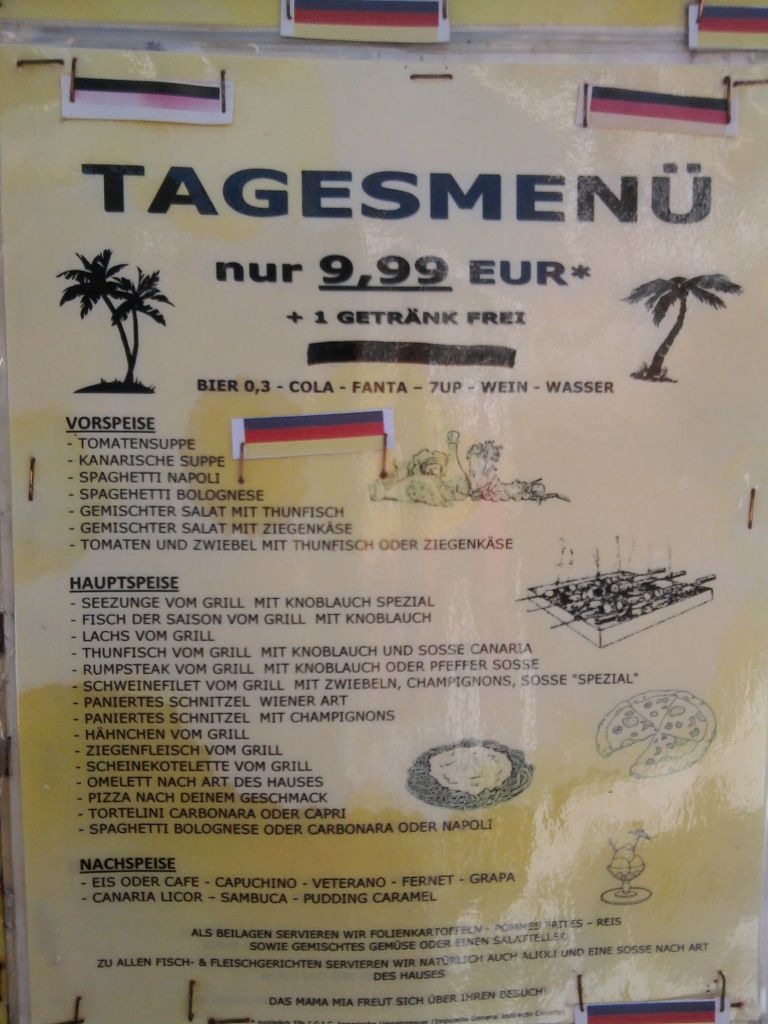 TAGESMENÜ
nur 9,99 EUR*
+ 1 GETRÄNK FREI
BIER 0,3 - COLA - FANTA – 7UP - WEIN - WASSER
VORSPEISE
- TOMATENSUPPE
- KANARISCHE SUPPE
- SPAGHETTI NAPOLI
- SPAGEHETTI BOLOGNESE
- GEMISCHTER SALAT MIT THUNFISCH
- GEMISCHTER SALAT MIT ZIEGENKÄSE
- TOMATEN UND ZWIEBEL MIT THUNFISCH ODER ZIEGENKÄSE
HAUPTSPEISE
- SEEZUNGE VOM GRILL MIT KNOBLAUCH SPEZIAL
- FISCH DER SAISON VOM GRILL MIT KNOBLAUCH
- LACHS VOM GRILL
- THUNFISCH VOM GRILL MIT KNOBLAUCH UND SOSSE CANARIA
- RUMPSTEAK VOM GRILL MIT KNOBLAUCH ODER PFEFFER SOSSE
- SCHWEINEFILET VOM GRILL MIT ZWIEBELN, CHAMPIGNONS, SOSSE "SPEZIAL"
- PANIERTES SCHNITZEL WIENER ART
- PANIERTES SCHNITZEL MIT CHAMPIGNONS
- HÄHNCHEN VOM GRILL
- ZIEGENFLEISCH VOM GRILL
- SCHEINEKOTELETTE VOM GRILL
- OMELETT NACH ART DES HAUSES
- PIZZA NACH DEINEM GESCHMACK
- TORTELINI CARBONARA ODER CAPRI
- SPAGHETTI BOLOGNESE ODER CARBONARA ODER NAPOLI
NACHSPEISE
- EIS ODER CAFE - CAPUCHINO - VETERANO - FERNET - GRAPA
- CANARIA LICOR – SAMBUCA - PUDDING CARAMEL
ALS BEILAGEN SERVIEREN WIR FOLIENKARTOFFELN - POMMES FRITES – REIS
SOWIE GEMISCHTES GEMÜSE ODER EINEN SALATTELLER
ZU ALLEN FISCH- & FLEISCHGERICHTEN SERVIEREN WIR NATÜRLICH AUCH ALIOLI UND EINE SOSSE NACH ART
DES HAUSES
DAS MAMA MIA FREUT SICH ÜBER IHREN BESUCH!
(Impuesto General Indirecto Canario)